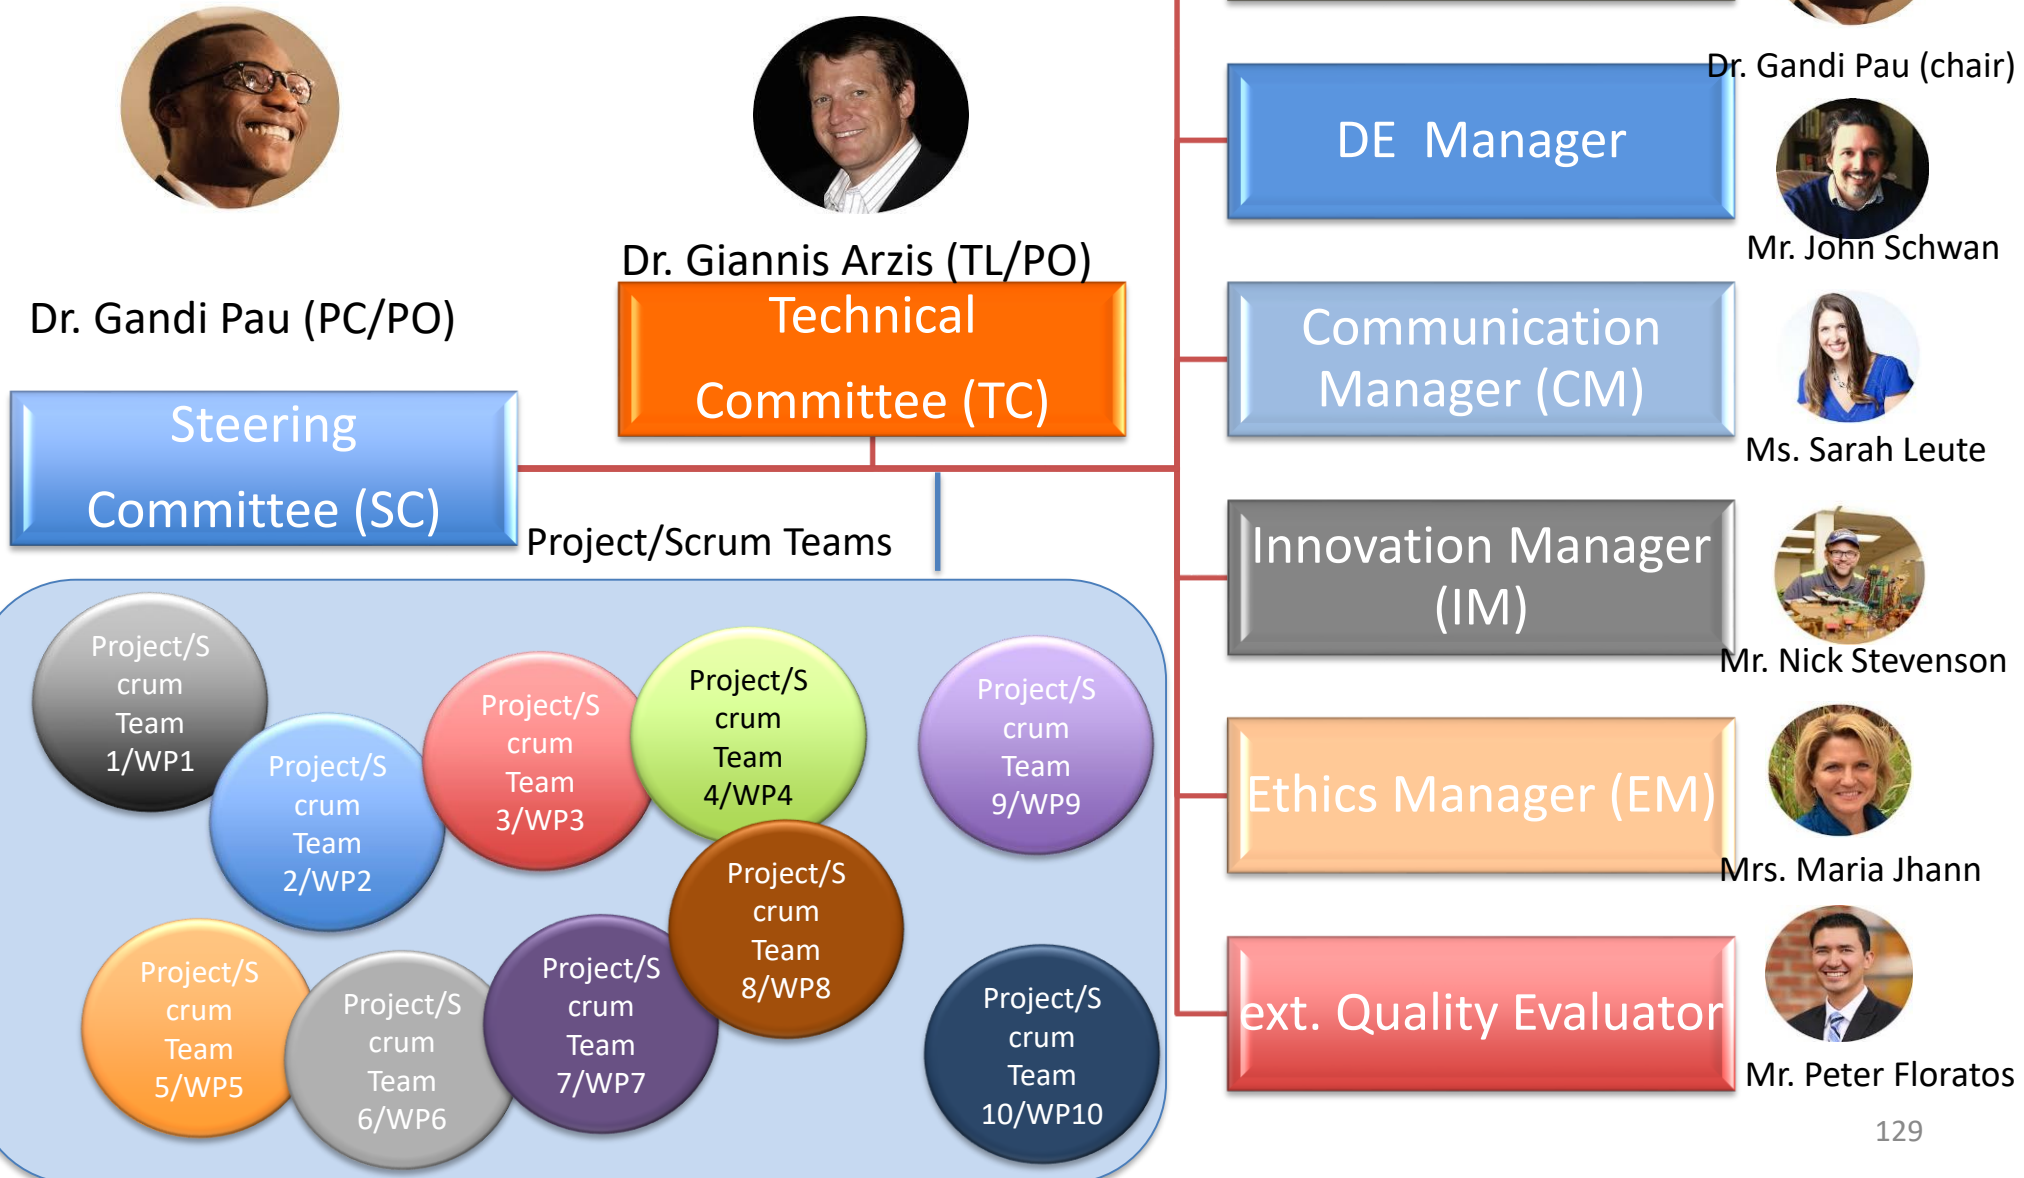 Dr. Gandi Pau (chair)
DE  Manager
Mr. John Schwan
Dr. Giannis Arzis (TL/PO)
Dr. Gandi Pau (PC/PO)
Technical
Committee (TC)
Communication
Manager (CM)
Ms. Sarah Leute
Steering
Committee (SC)
Project/Scrum Teams
Innovation Manager
(IM)
Mr. Nick Stevenson
Project/S
crum
Team
1/WP1
Project/S
crum
Team
2/WP2
Project/S
crum
Team
3/WP3
Project/S
crum
Team
4/WP4
Project/S
crum
Team
9/WP9
Ethics Manager (EM)
Mrs. Maria Jhann
Project/S
crum
Team
5/WP5
Project/S
crum
Team
6/WP6
Project/S
crum
Team
7/WP7
Project/S
crum
Team
8/WP8
Project/S
crum
Team
10/WP10
ext. Quality Evaluator
Mr. Peter Floratos
129